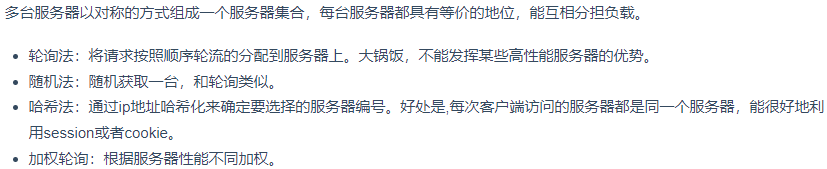 多台服务器以对称的方式组成一个服务器集合，每台服务器都具有等价的地位，能互相分担负载。
• 轮询法：将请求按照顺序轮流的分配到服务器上。大锅饭，不能发挥某些高性能服务器的优势。
• 随机法：随机获取一台，和轮询类似。
• 哈希法：通过ip地址哈希化来确定要选择的服务器编号。好处是,每次客户端访问的服务器都是同一个服务器，能很好地利
用session或者cookie。
• 加权轮询：根据服务器性能不同加权。